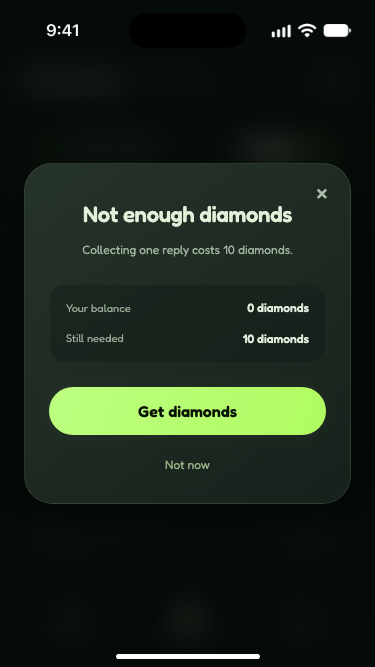 9:41
Not enough diamonds
Collecting one reply costs 10 diamonds.
Your balance 0 diamonds
Still needed 10 diamonds
Get diamonds
Not now